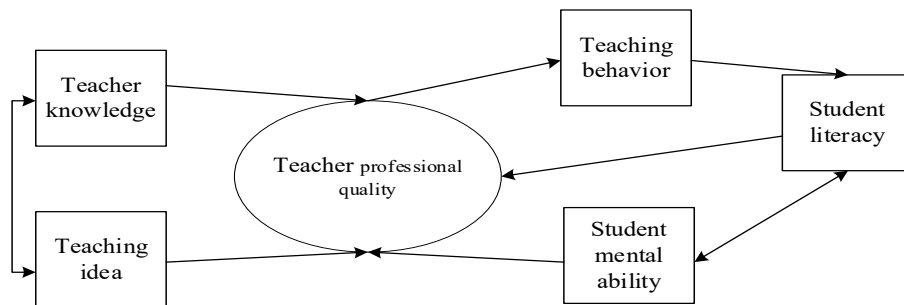 Teacher
knowledge
Teaching
idea
Teacher professional
quality
Teaching
behavior
Student
mental
ability
Student
literacy